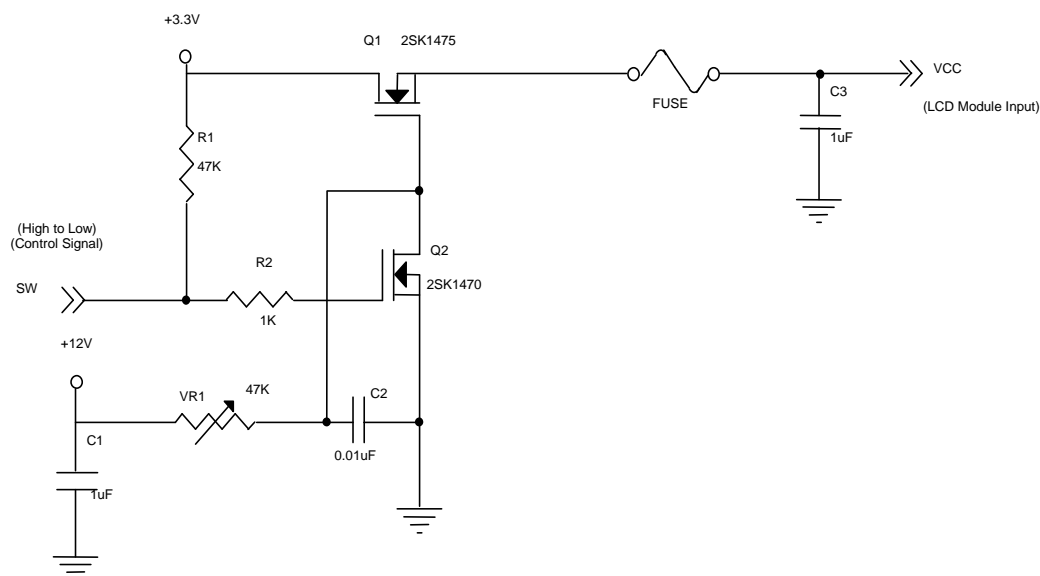 +3.3V
Q1 2SK1475
VCC
FUSE
C3
(LCD Module Input)
R1
1uF
47K
(High to Low)
(Control Signal)
Q2
R2
SW
2SK1470
1K
+12V
VR1
47K
C2
C1
0.01uF
1uF